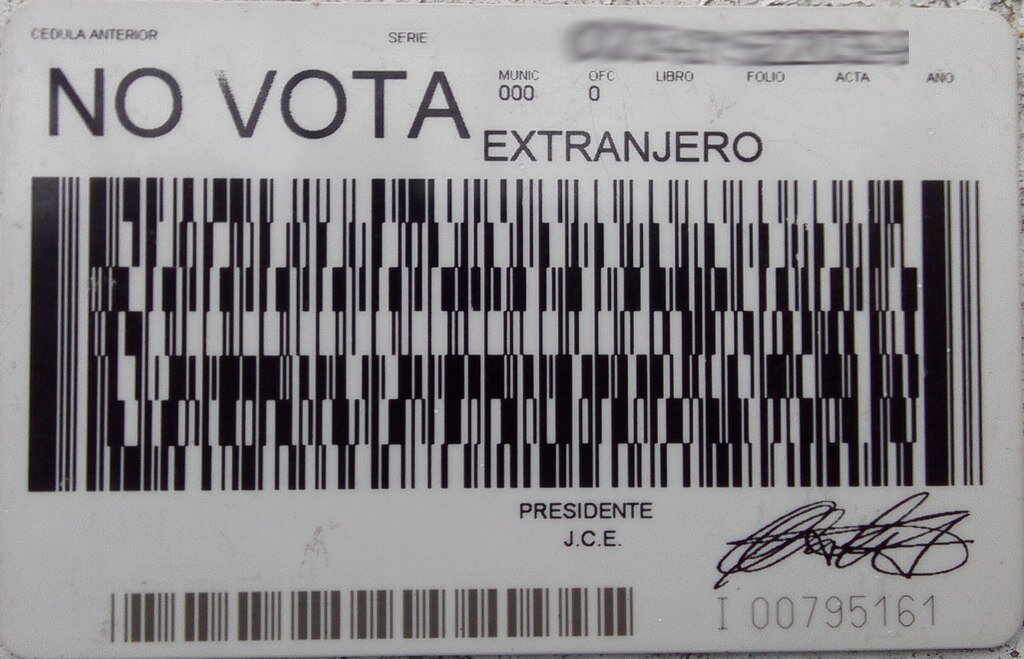 CEDULA ANTERIOR SERIE
NO VOTA
MUNIC OFC LIBRO FOLIO ACTA AÑO
000 0
EXTRANJERO
PRESIDENTE
J.C.E.
I 00795161